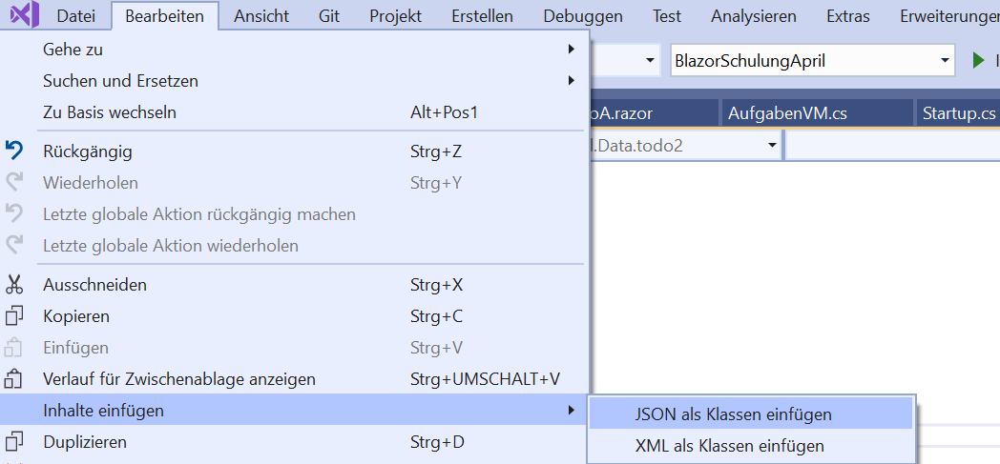 Datei Bearbeiten Ansicht Git Projekt Erstellen Debuggen Test Analysieren Extras Erweiterungen
Gehe zu
BlazorSchulungApril
Suchen und Ersetzen
Zu Basis wechseln Alt+Pos1
oA.razor AufgabenVM.cs Startup.cs
l.Data.todo2
Rückgängig Strg+Z
Wiederholen Strg+Y
Letzte globale Aktion rückgängig machen
Letzte globale Aktion wiederholen
Ausschneiden Strg+X
Kopieren Strg+C
Einfügen Strg+V
Verlauf für Zwischenablage anzeigen Strg+UMSCHALT+V
Inhalte einfügen
JSON als Klassen einfügen
Duplizieren Strg+D
XML als Klassen einfügen